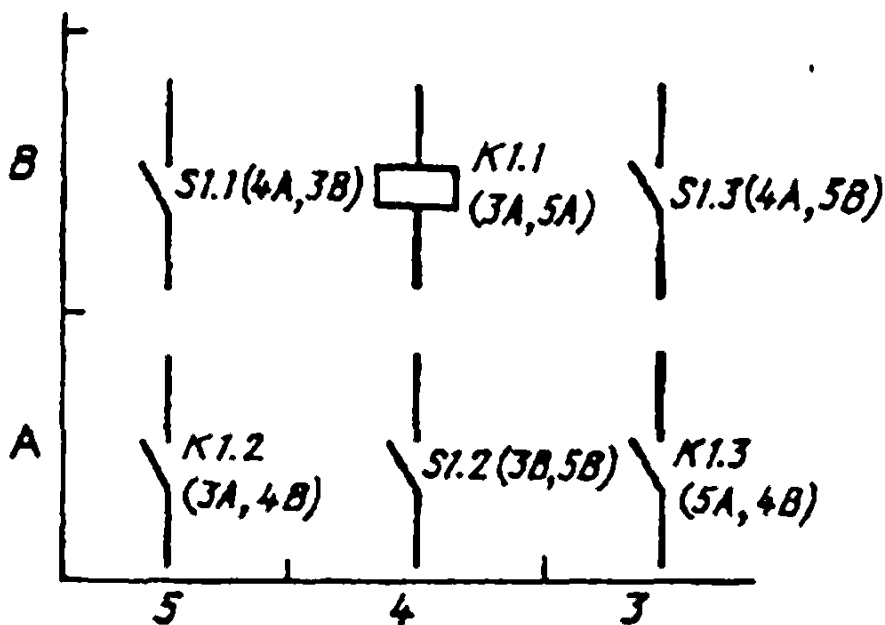 B
S1.1(4A,3B)
K1.1
(3A,5A)
S1.3(4A,5B)
A
K1.2
(3A,4B)
S1.2(3B,5B)
K1.3
(5A,4B)
5 4 3